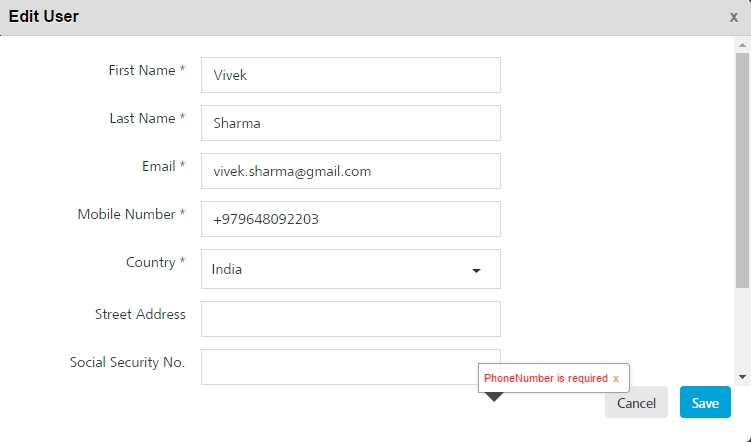 Edit User
x
First Name *
Vivek
Last Name *
Sharma
Email *
vivek.sharma@gmail.com
Mobile Number *
+979648092203
Country *
India
Street Address
Social Security No.
PhoneNumber is required x
Cancel
Save